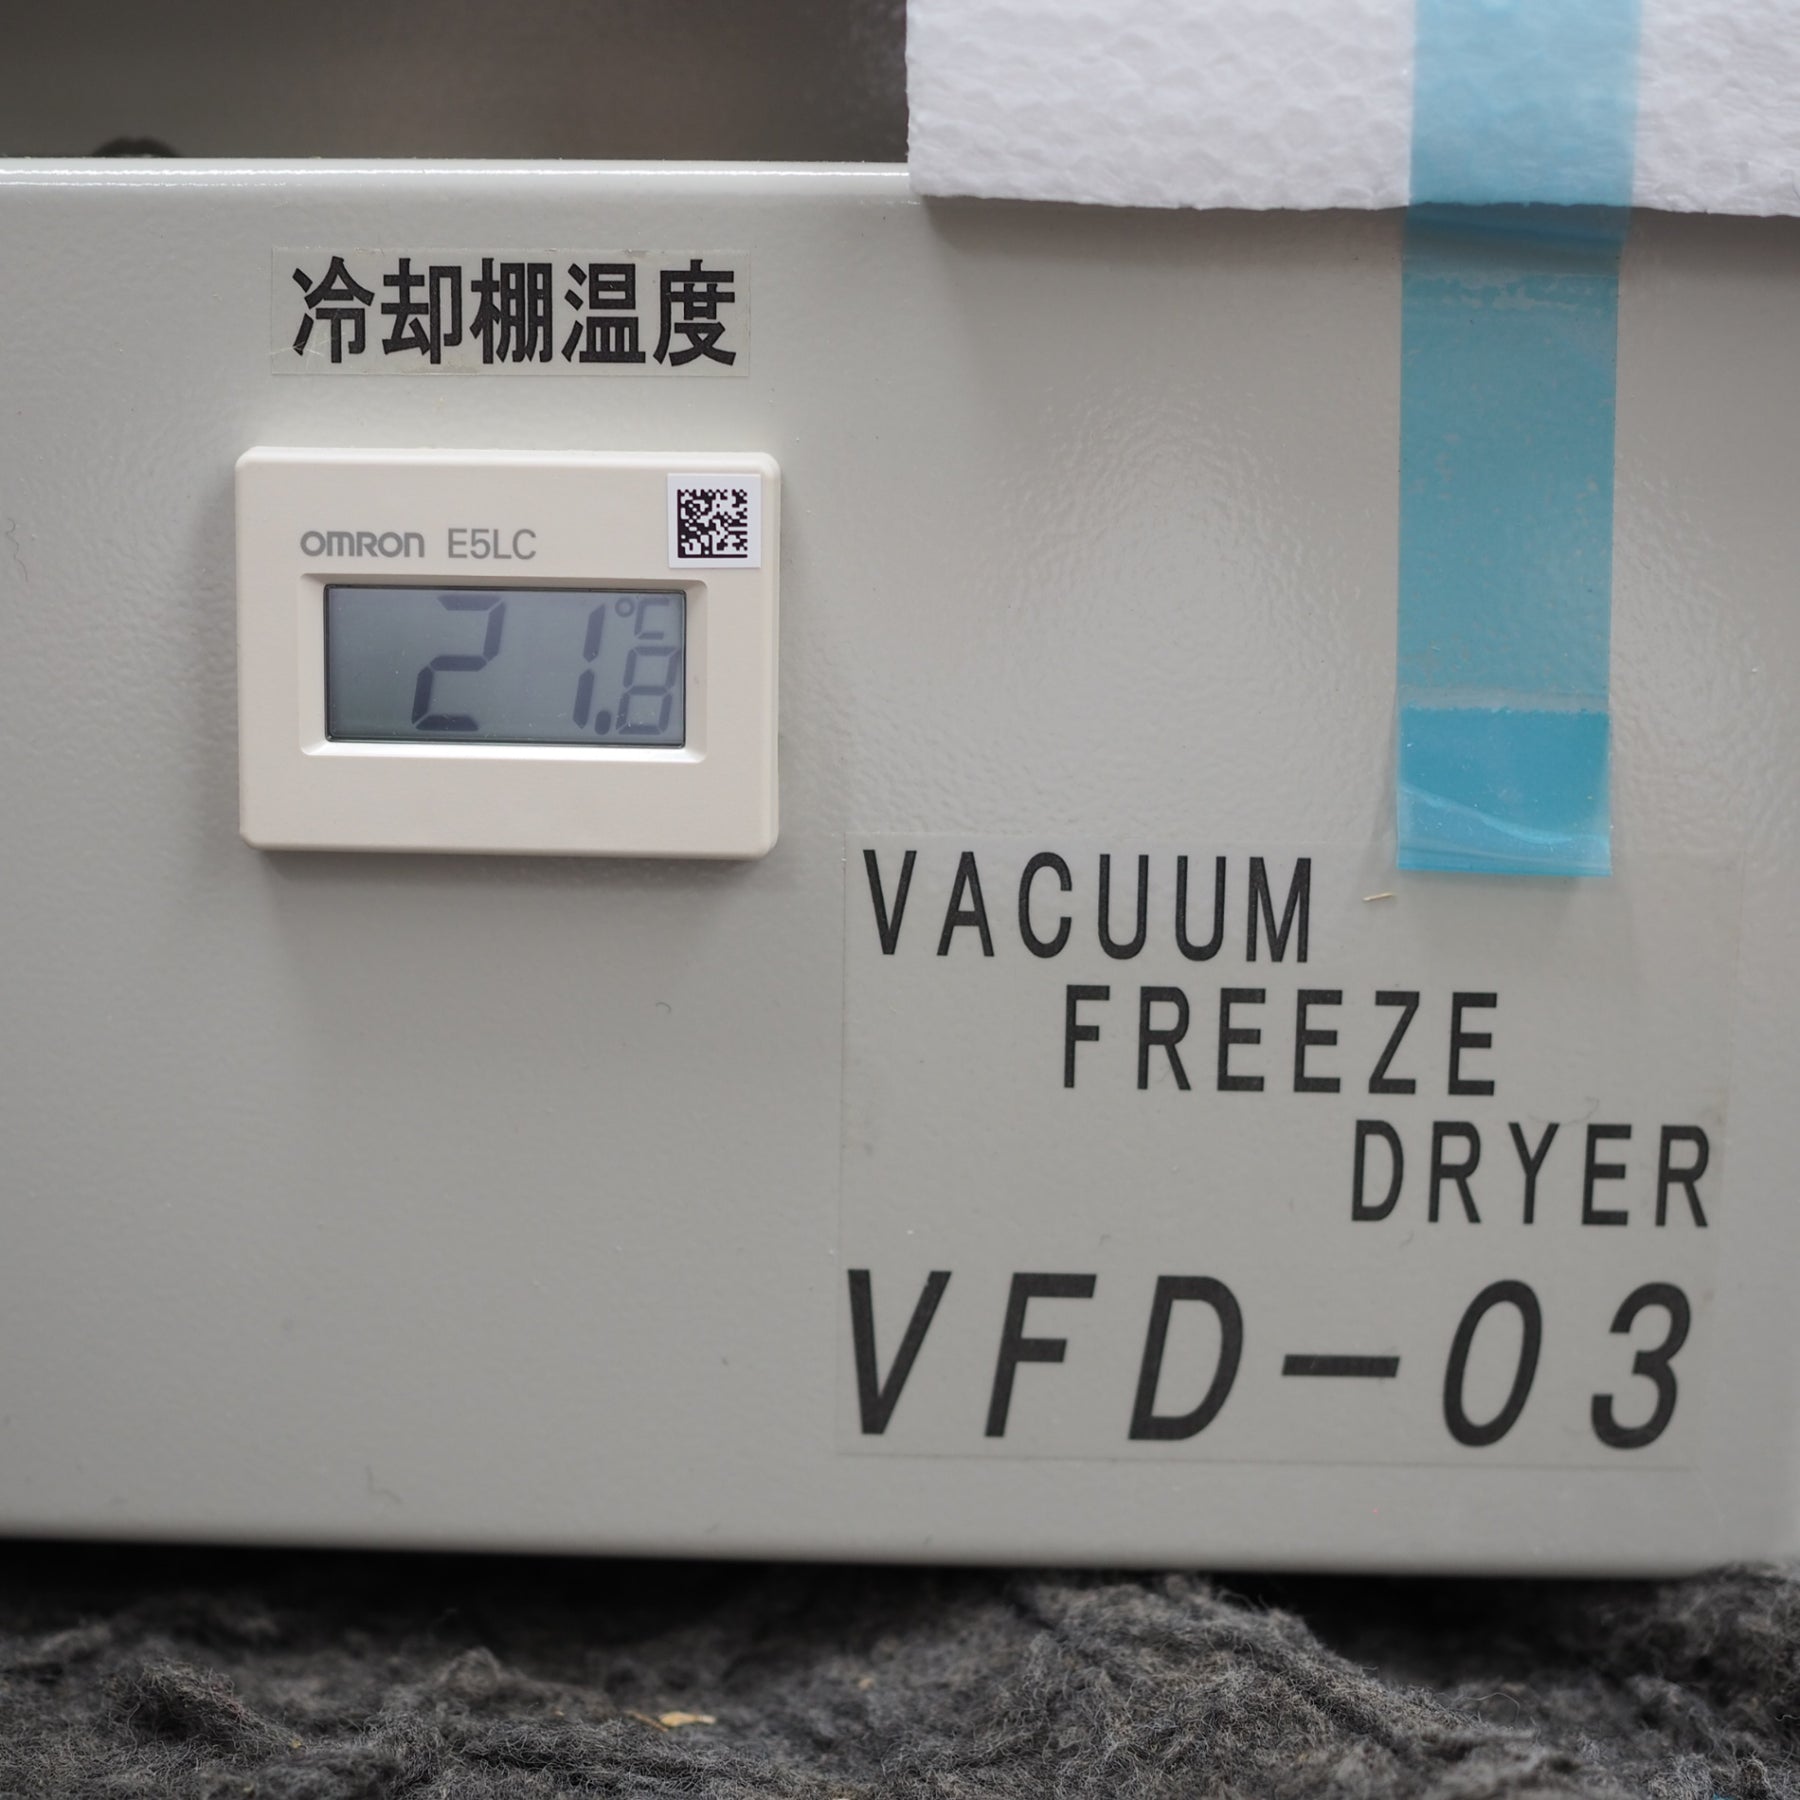 冷却棚温度
omron E5LC
21.8℃
VACUUM
FREEZE
DRYER
VFD-03